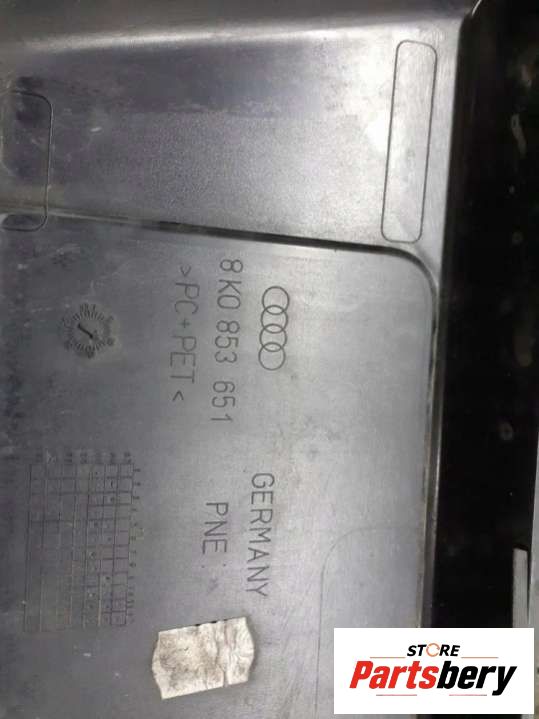 8K0 853 651
>PC+PET<
GERMANY
PNE
STORE
Partsbery